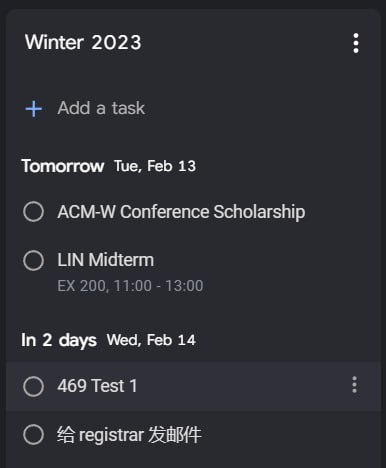 Winter 2023
Add a task
Tomorrow Tue, Feb 13
ACM-W Conference Scholarship
LIN Midterm
EX 200, 11:00 - 13:00
In 2 days Wed, Feb 14
469 Test 1
给 registrar 发邮件